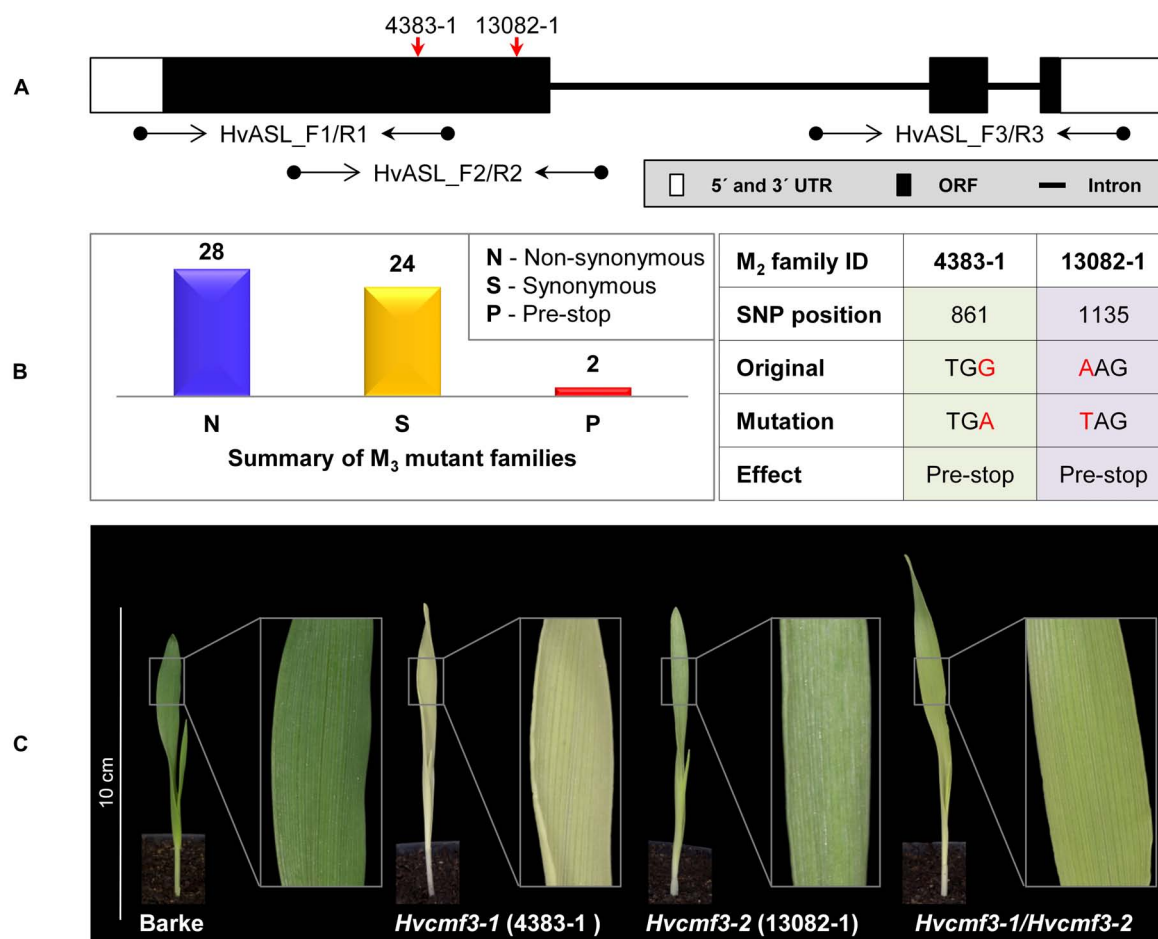 A
4383-1 13082-1
HvASL_F1/R1
HvASL_F2/R2
HvASL_F3/R3
5´ and 3´ UTR ORF Intron
B
28
24
2
N - Non-synonymous
S - Synonymous
P - Pre-stop
N S P
Summary of M3 mutant families
M2 family ID 4383-1 13082-1
SNP position 861 1135
Original TGG AAG
Mutation TGA TAG
Effect Pre-stop Pre-stop
C
10 cm
Barke Hvcmf3-1 (4383-1 ) Hvcmf3-2 (13082-1) Hvcmf3-1/Hvcmf3-2